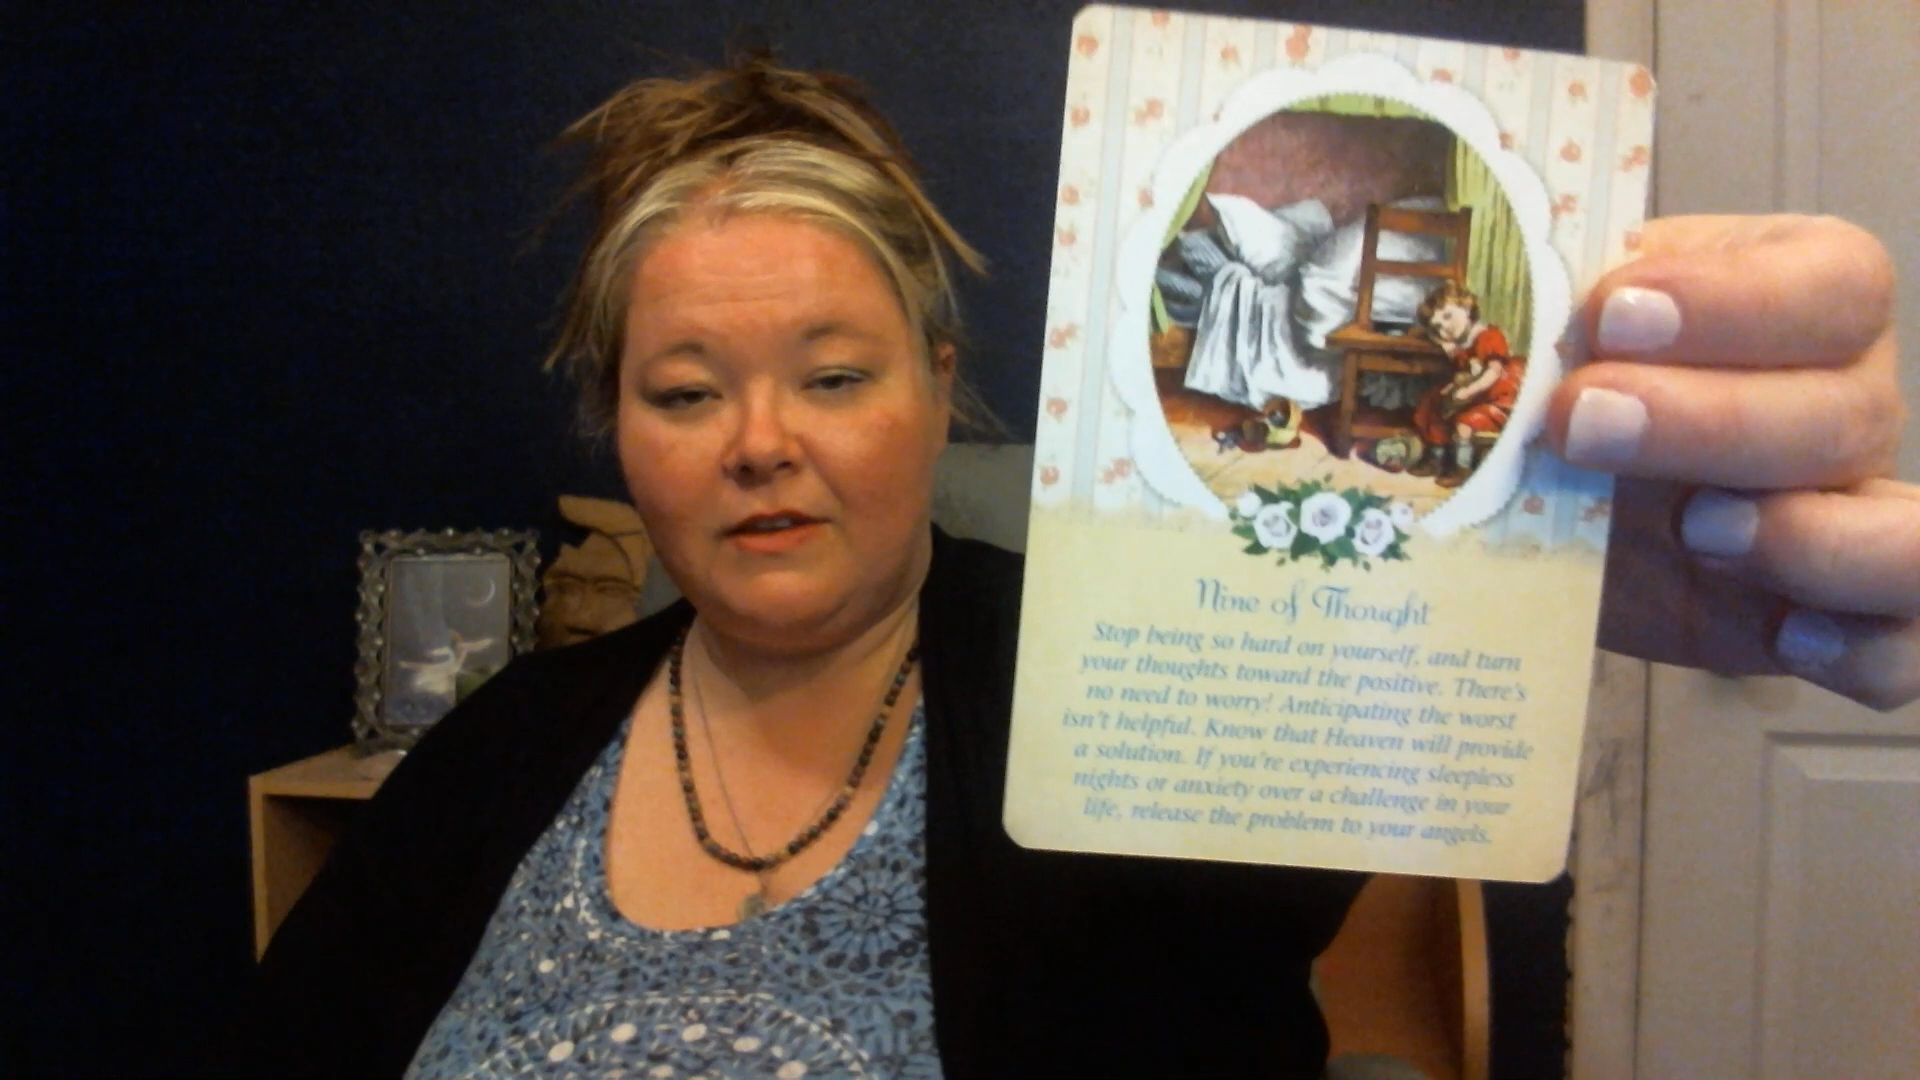 Nine of Thought
Stop being so hard on yourself, and turn
your thoughts toward the positive. There's
no need to worry! Anticipating the worst
isn't helpful. Know that Heaven will provide
a solution. If you're experiencing sleepless
nights or anxiety over a challenge in your
life, release the problem to your angels.